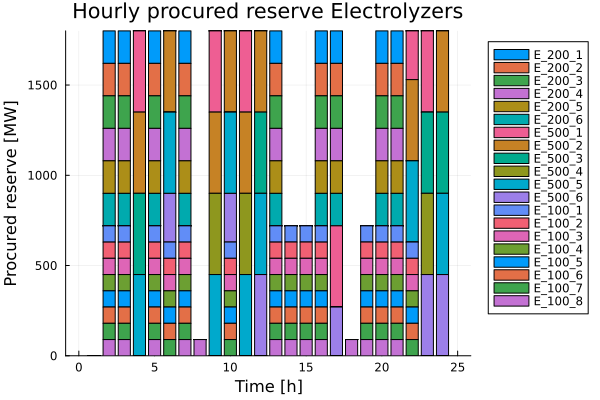 Hourly procured reserve Electrolyzers
Procured reserve [MW]
1500
1000
500
0
0 5 10 15 20 25
Time [h]
E_200_1
E_200_2
E_200_3
E_200_4
E_200_5
E_200_6
E_500_1
E_500_2
E_500_3
E_500_4
E_500_5
E_500_6
E_100_1
E_100_2
E_100_3
E_100_4
E_100_5
E_100_6
E_100_7
E_100_8